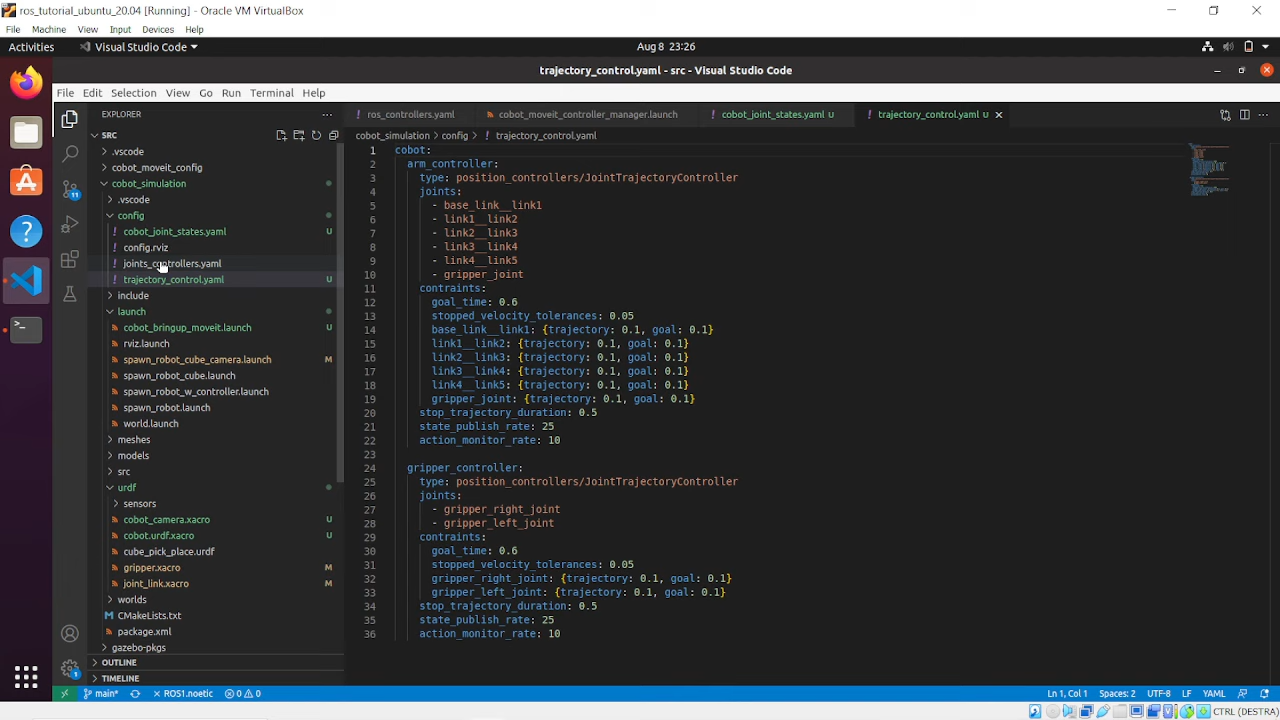 ros_tutorial_ubuntu_20.04 [Running] - Oracle VM VirtualBox
File Machine View Input Devices Help
Activities Visual Studio Code Aug 8 23:26
trajectory_control.yaml - src - Visual Studio Code
File Edit Selection View Go Run Terminal Help
EXPLORER
SRC
.vscode
cobot_moveit_config
cobot_simulation
.vscode
config
! cobot_joint_states.yaml U
! config.rviz
! joints_controllers.yaml
! trajectory_control.yaml U
include
launch
cobot_bringup_moveit.launch U
rviz.launch
spawn_robot_cube_camera.launch M
spawn_robot_cube.launch
spawn_robot_w_controller.launch
spawn_robot.launch
world.launch
meshes
models
src
urdf
sensors
cobot_camera.xacro U
cobot.urdf.xacro U
cube_pick_place.urdf
gripper.xacro M
joint_link.xacro M
worlds
CMakeLists.txt
package.xml
gazebo-pkgs
OUTLINE
TIMELINE
11
1
! ros_controllers.yaml cobot_moveit_controller_manager.launch ! cobot_joint_states.yaml U ! trajectory_control.yaml U
cobot_simulation > config > ! trajectory_control.yaml
1 cobot:
2 arm_controller:
3 type: position_controllers/JointTrajectoryController
4 joints:
5 - base_link__link1
6 - link1__link2
7 - link2__link3
8 - link3__link4
9 - link4__link5
10 - gripper_joint
11 contraints:
12 goal_time: 0.6
13 stopped_velocity_tolerances: 0.05
14 base_link__link1: {trajectory: 0.1, goal: 0.1}
15 link1__link2: {trajectory: 0.1, goal: 0.1}
16 link2__link3: {trajectory: 0.1, goal: 0.1}
17 link3__link4: {trajectory: 0.1, goal: 0.1}
18 link4__link5: {trajectory: 0.1, goal: 0.1}
19 gripper_joint: {trajectory: 0.1, goal: 0.1}
20 stop_trajectory_duration: 0.5
21 state_publish_rate: 25
22 action_monitor_rate: 10
23
24 gripper_controller:
25 type: position_controllers/JointTrajectoryController
26 joints:
27 - gripper_right_joint
28 - gripper_left_joint
29 contraints:
30 goal_time: 0.6
31 stopped_velocity_tolerances: 0.05
32 gripper_right_joint: {trajectory: 0.1, goal: 0.1}
33 gripper_left_joint: {trajectory: 0.1, goal: 0.1}
34 stop_trajectory_duration: 0.5
35 state_publish_rate: 25
36 action_monitor_rate: 10
main* ROS1.noetic 0 0 Ln 1, Col 1 Spaces: 2 UTF-8 LF YAML
CTRL (DESTRA)